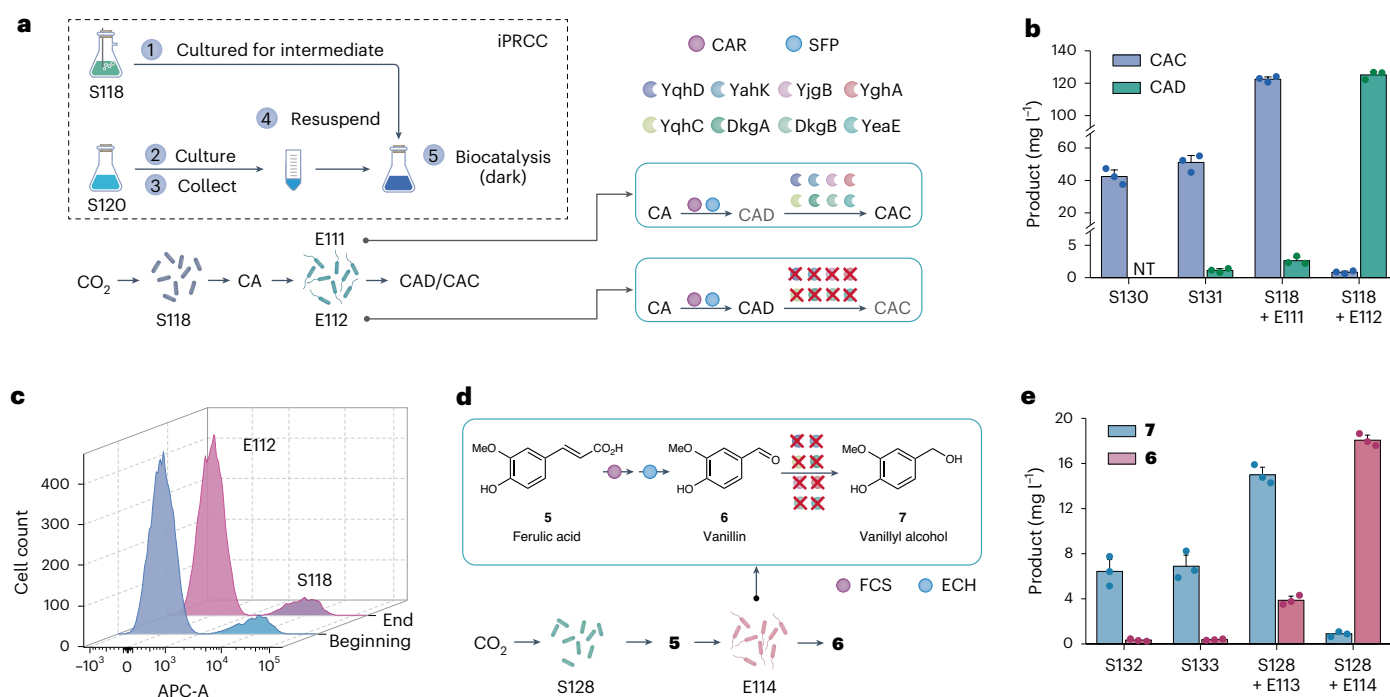 a
iPRCC
1 Cultured for intermediate
S118
4 Resuspend
2 Culture
3 Collect
5 Biocatalysis
(dark)
S120
CAR SFP
YqhD YahK YjgB YghA
YqhC DkgA DkgB YeaE
CA CAD CAC
E111
CO2 CA CAD/CAC
S118
E112
CA CAD CAC
b
Product (mg l−1)
140
120
100
60
40
20
5
0
CAC
CAD
NT
S130 S131 S118 S118
+ E111 + E112
c
Cell count
400
300
200
100
0
E112
S118
End
Beginning
−10³ 0 10³ 10⁴ 10⁵
APC-A
d
MeO CO2H MeO O MeO OH
HO HO HO
5 6 7
Ferulic acid Vanillin Vanillyl alcohol
FCS ECH
CO2 5 6
S128 E114
e
Product (mg l−1)
20
16
12
8
4
0
7
6
S132 S133 S128 S128
+ E113 + E114